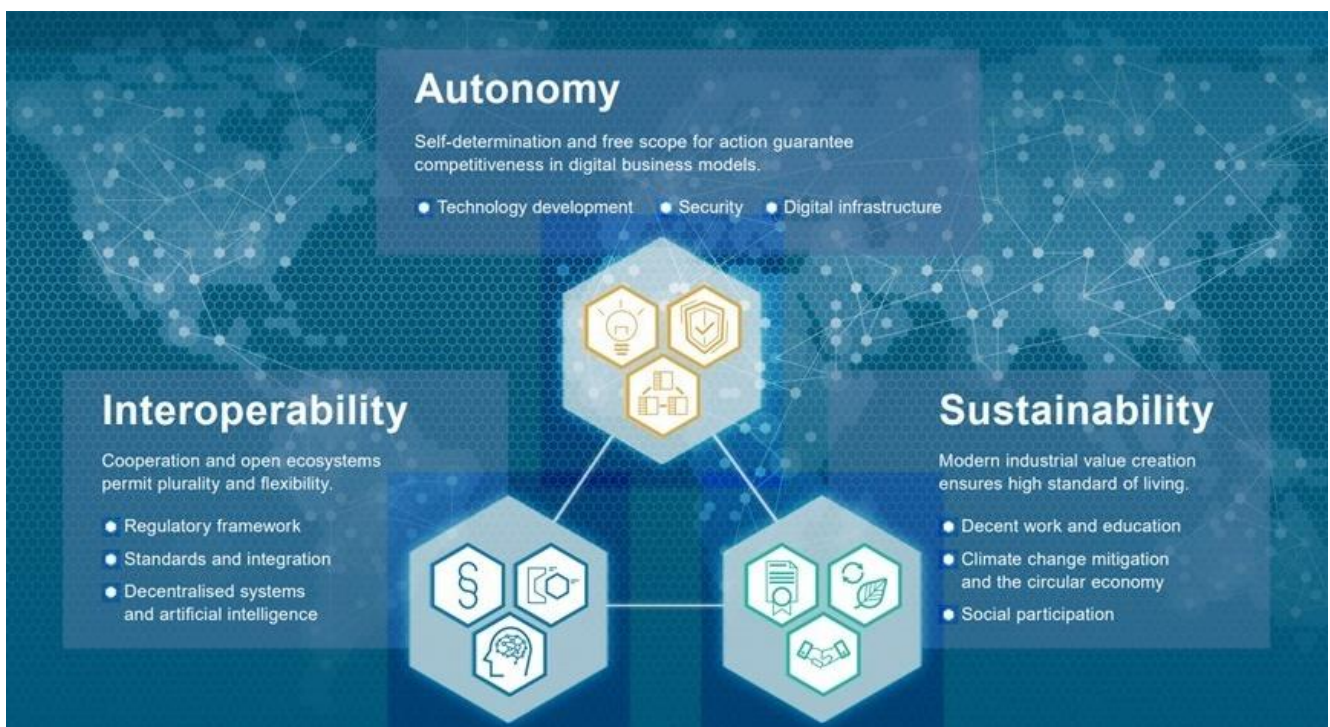 Autonomy
Self-determination and free scope for action guarantee
competitiveness in digital business models.
Technology development Security Digital infrastructure
Interoperability
Cooperation and open ecosystems
permit plurality and flexibility.
Regulatory framework
Standards and integration
Decentralised systems
and artificial intelligence
§
Sustainability
Modern industrial value creation
ensures high standard of living.
Decent work and education
Climate change mitigation
and the circular economy
Social participation